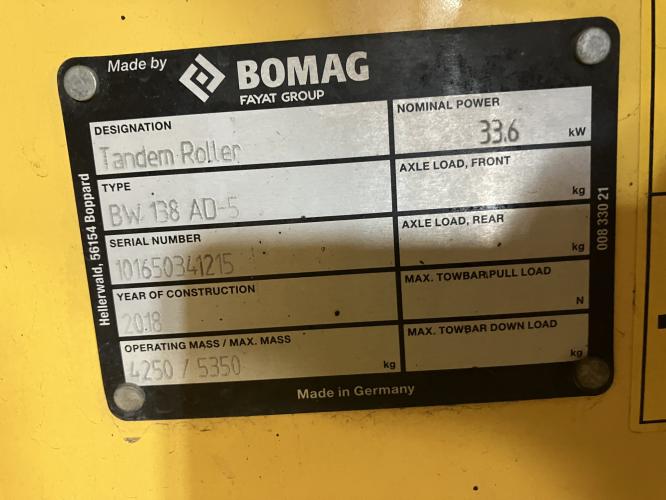 Made by BOMAG
FAYAT GROUP
DESIGNATION
Tandem-Roller
TYPE
BW 138 AD-5
SERIAL NUMBER
101650341215
YEAR OF CONSTRUCTION
2018
OPERATING MASS / MAX. MASS
4250 / 5350 kg
NOMINAL POWER
33.6 kW
AXLE LOAD, FRONT
kg
AXLE LOAD, REAR
kg
MAX. TOWBAR PULL LOAD
N
MAX. TOWBAR DOWN LOAD
kg
Hellerwald, 56154 Boppard
008 330 21
Made in Germany